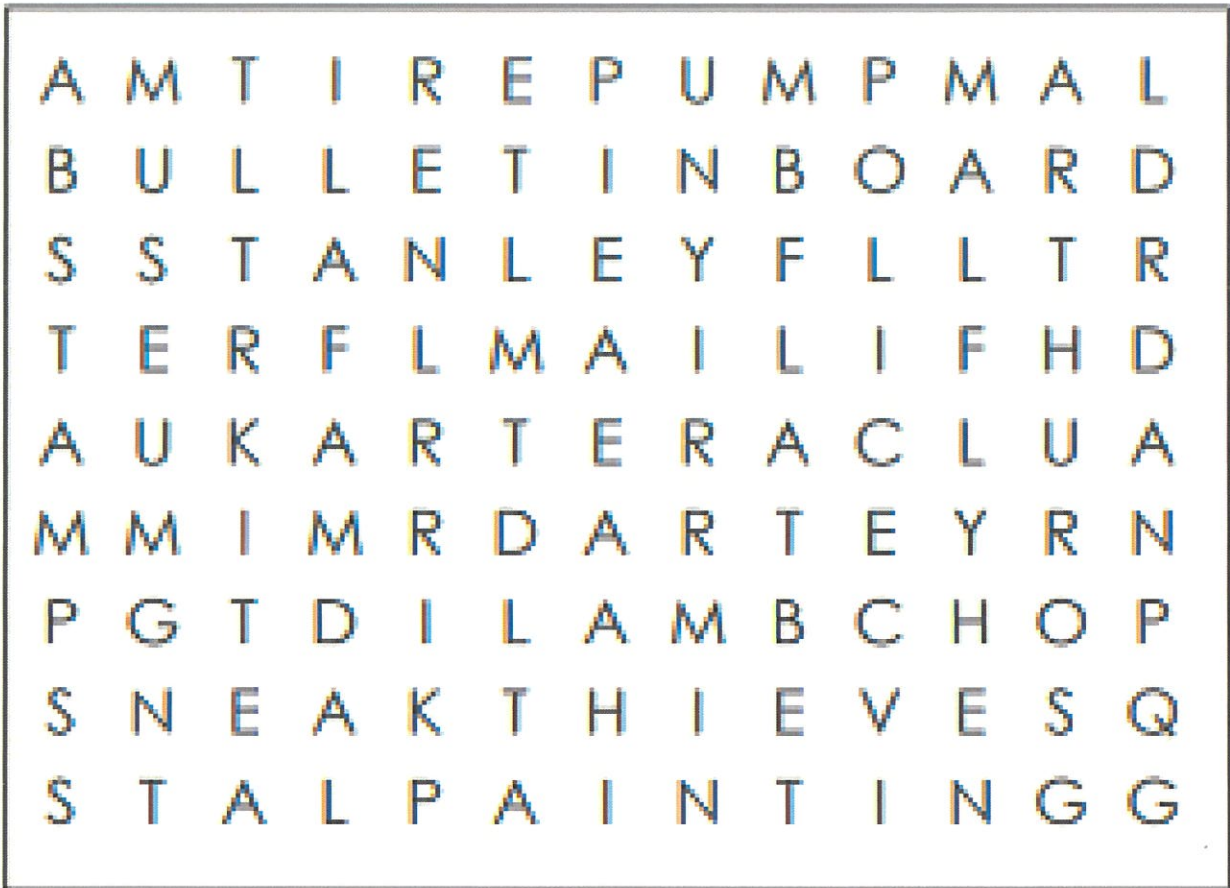 A M T I R E P U M P M A L
B U L L E T I N B O A R D
S S T A N L E Y F L L T R
T E R F L M A I L I F H D
A U K A R T E R A C L U A
M M I M R D A R T E Y R N
P G T D I L A M B C H O P
S N E A K T H I E V E S Q
S T A L P A I N T I N G G